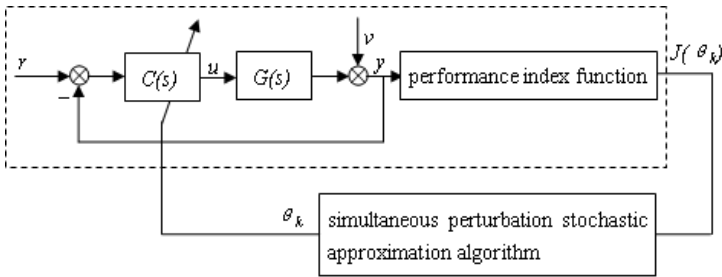 v
J(θk)
r
C(s)
u
G(s)
y
performance index function
−
θk
simultaneous perturbation stochastic
approximation algorithm